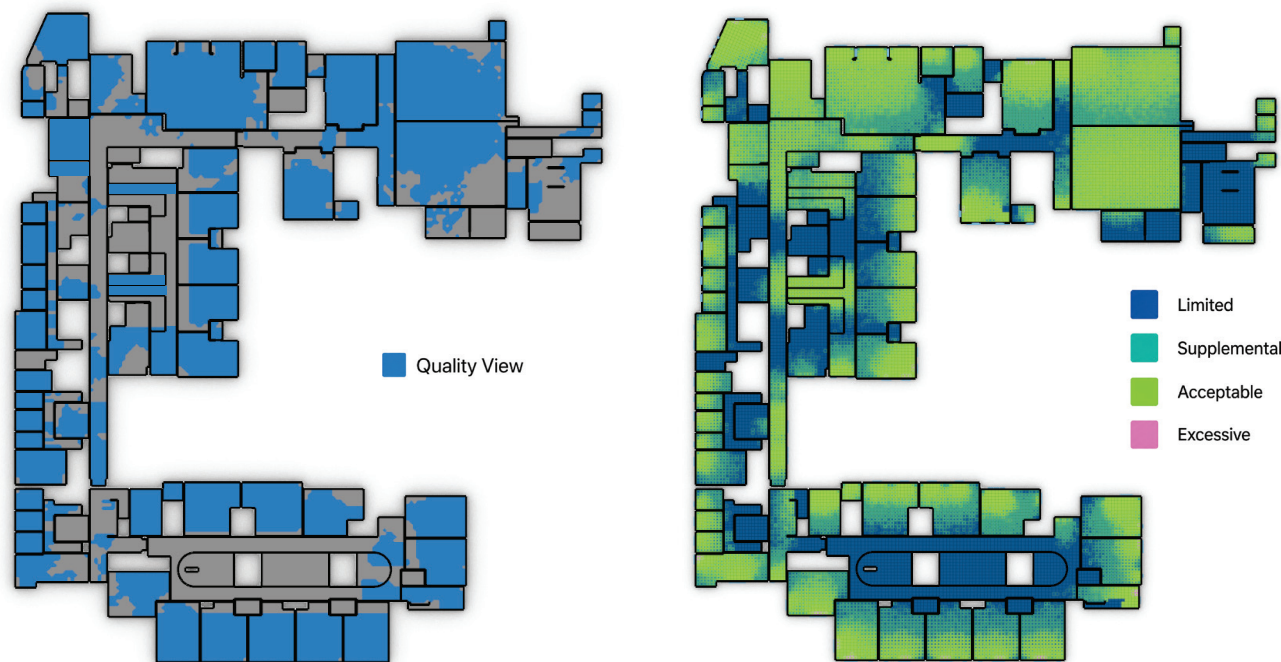 Quality View
Limited
Supplemental
Acceptable
Excessive